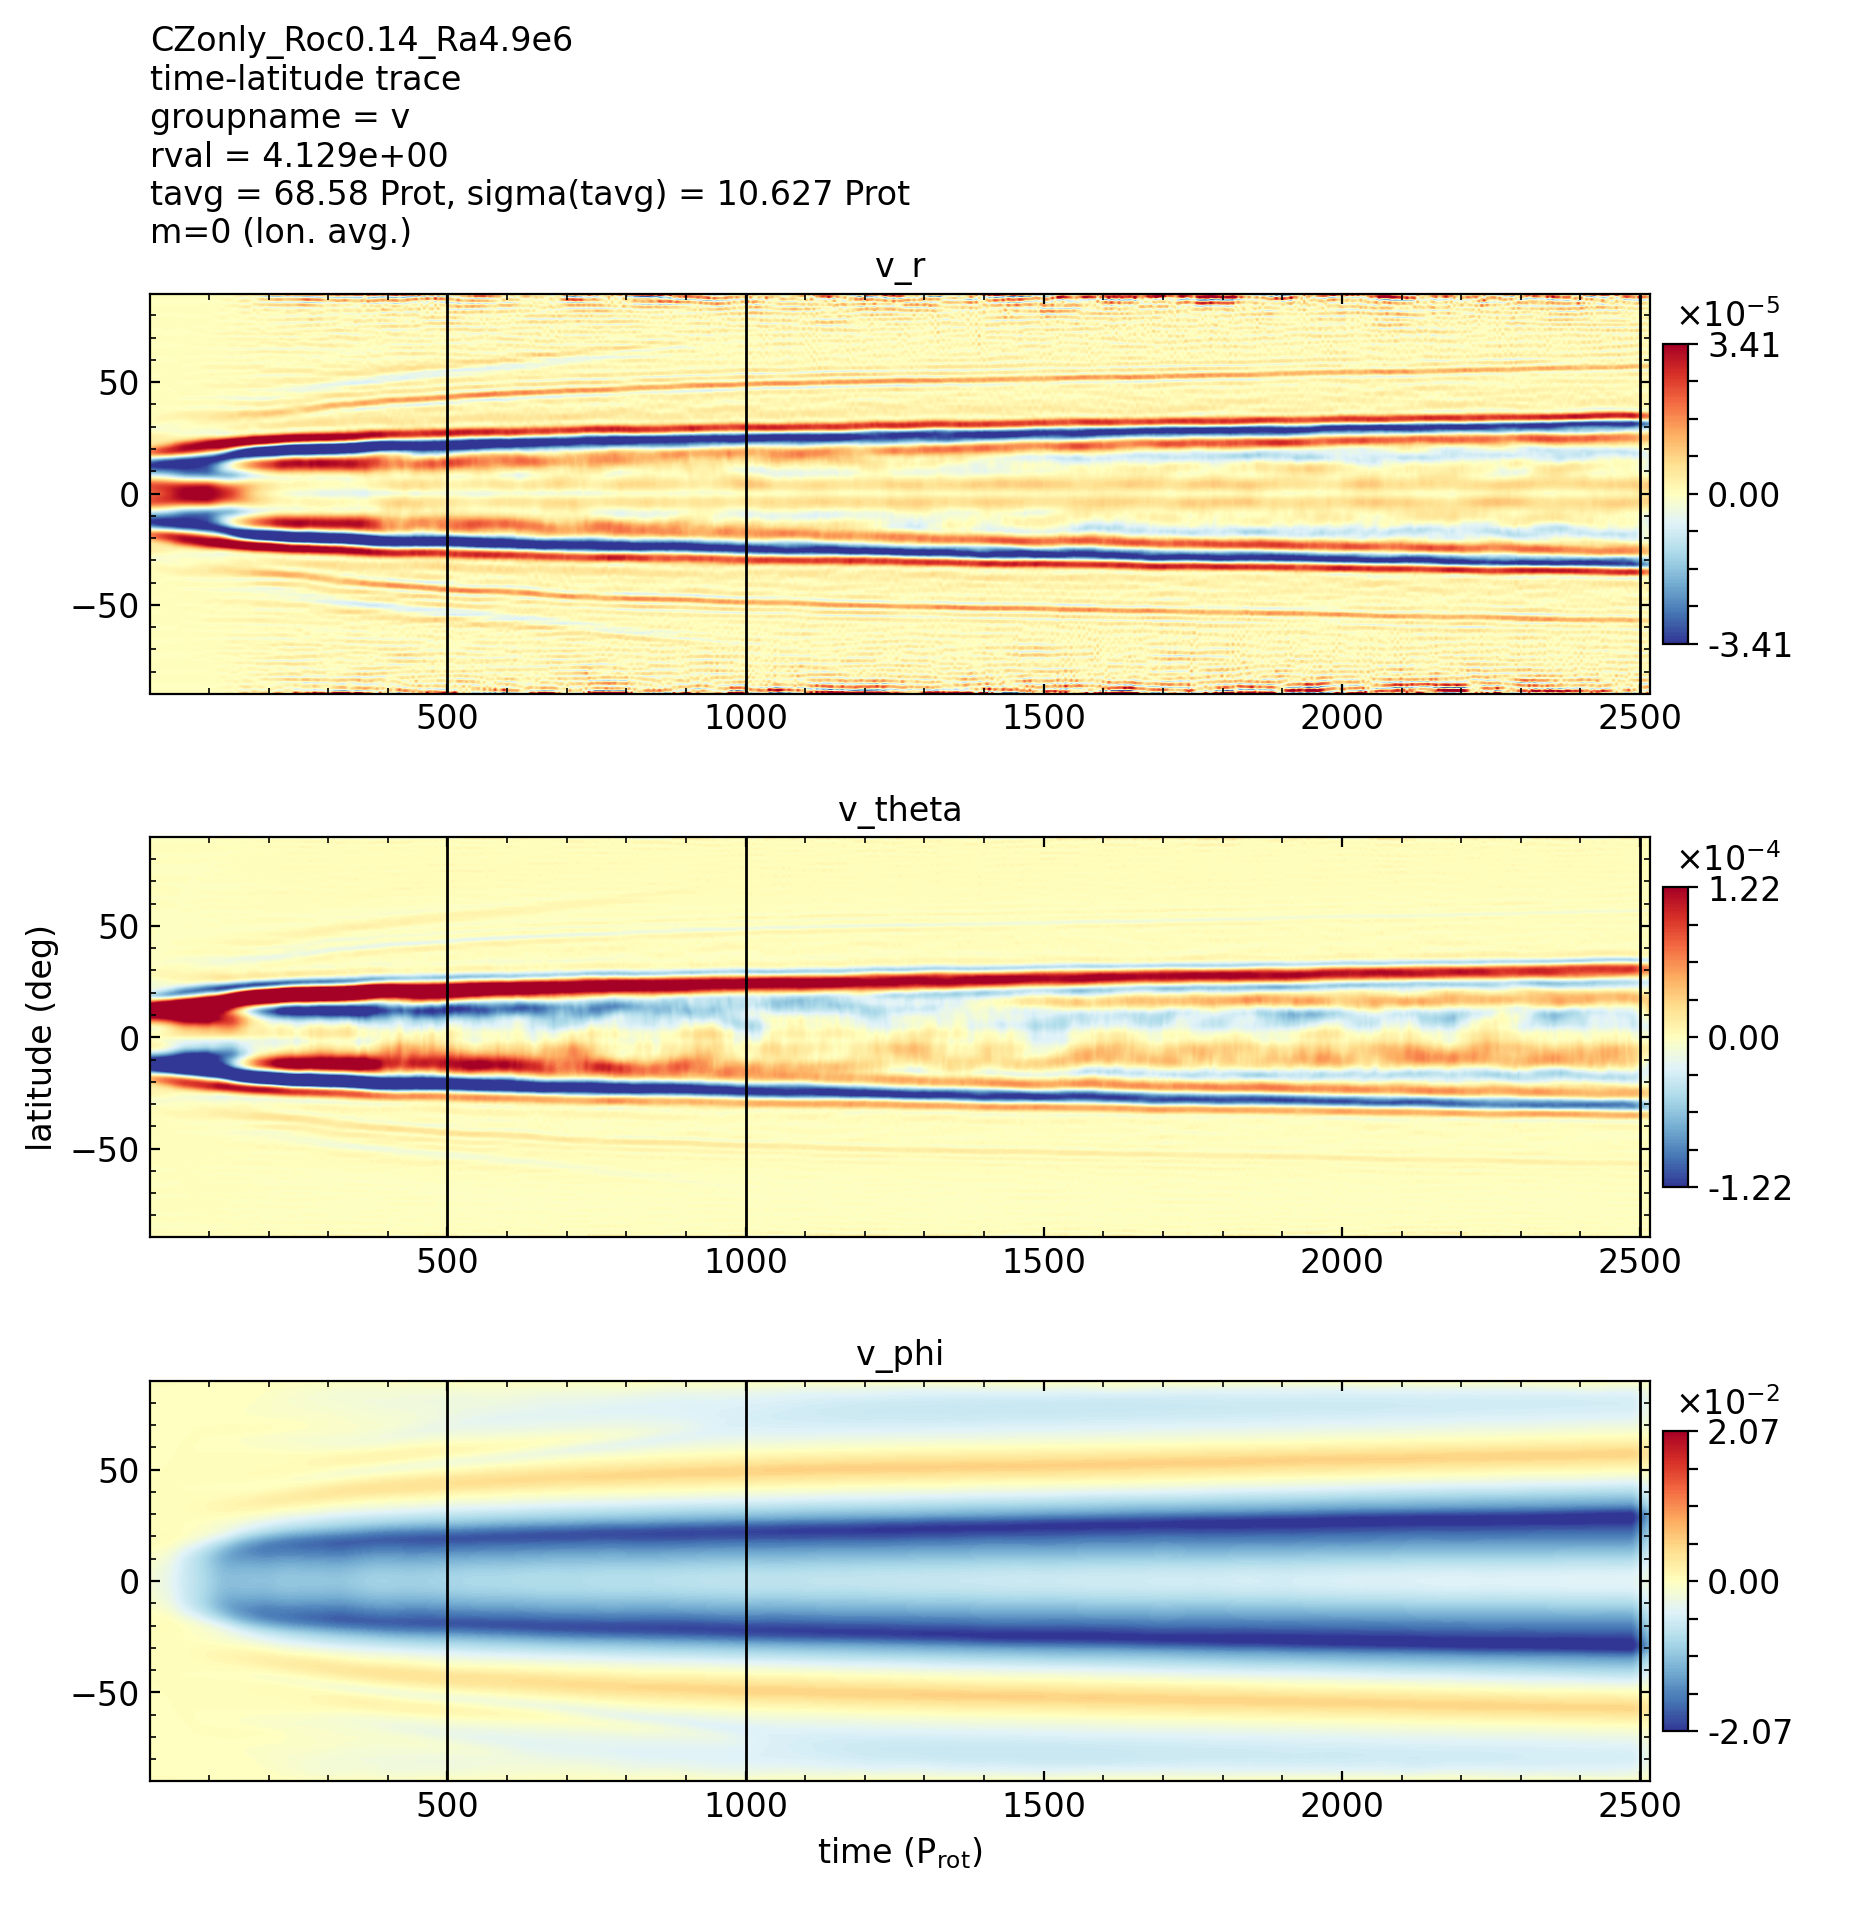 CZonly_Roc0.14_Ra4.9e6
time-latitude trace
groupname = v
rval = 4.129e+00
tavg = 68.58 Prot, sigma(tavg) = 10.627 Prot
m=0 (lon. avg.)
v_r
×10⁻⁵
3.41
0.00
-3.41
50
0
−50
500 1000 1500 2000 2500
v_theta
×10⁻⁴
1.22
0.00
-1.22
latitude (deg)
50
0
−50
500 1000 1500 2000 2500
v_phi
×10⁻²
2.07
0.00
-2.07
50
0
−50
500 1000 1500 2000 2500
time (P_rot)